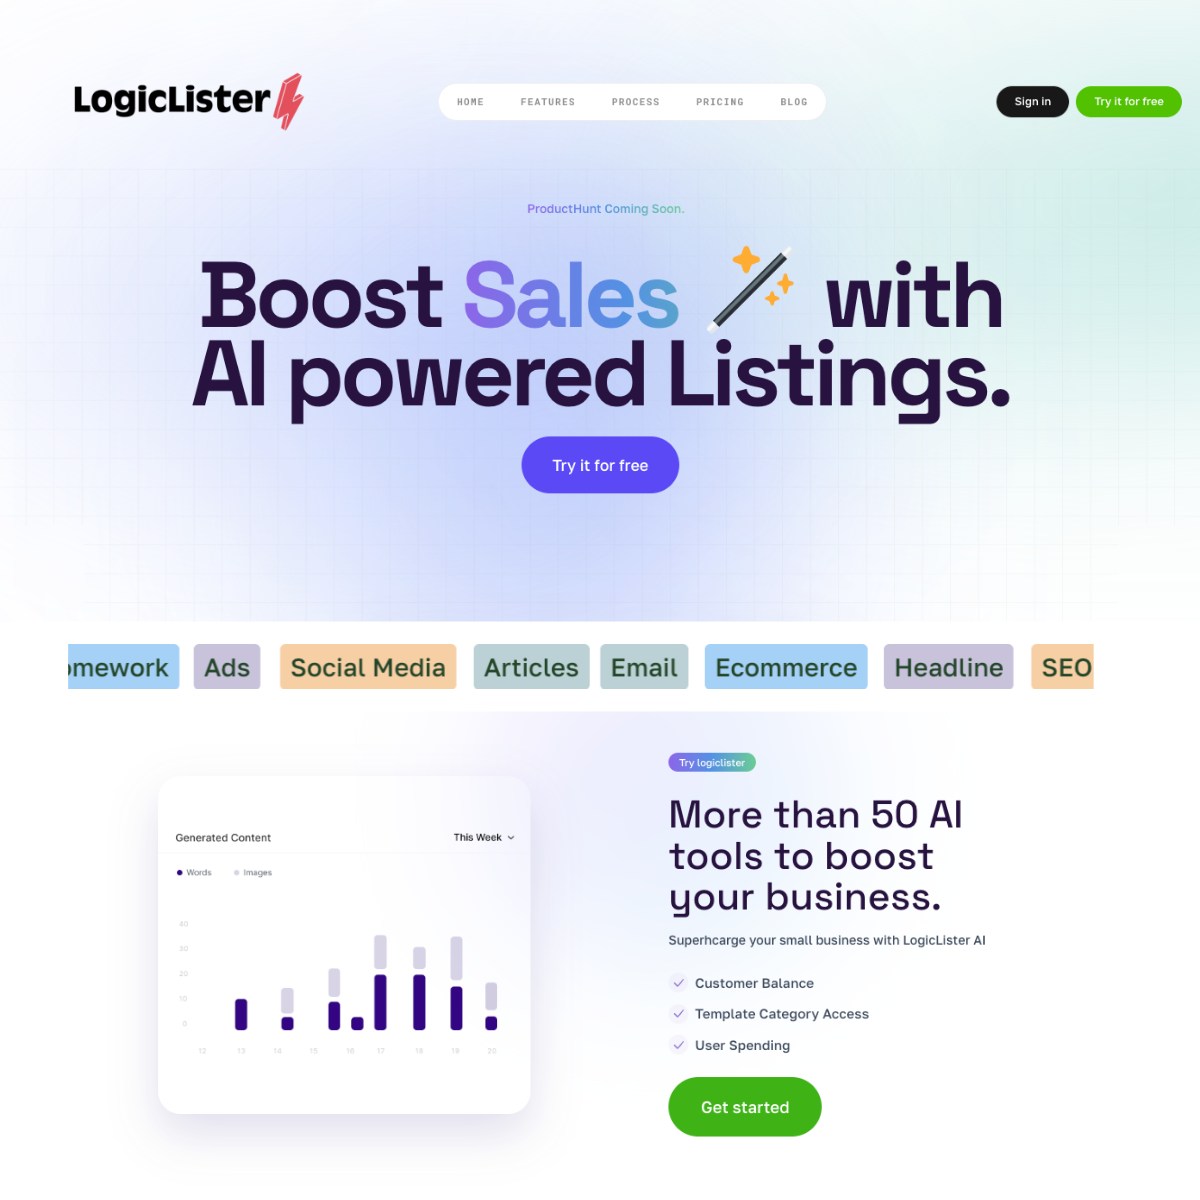 LogicLister
HOME FEATURES PROCESS PRICING BLOG
Sign in
Try it for free
ProductHunt Coming Soon.
Boost Sales with
AI powered Listings.
Try it for free
omework Ads Social Media Articles Email Ecommerce Headline SEO
Generated Content This Week
Words Images
40
30
20
10
0
12 13 14 15 16 17 18 19 20
Try logiclister
More than 50 AI
tools to boost
your business.
Superhcarge your small business with LogicLister AI
Customer Balance
Template Category Access
User Spending
Get started